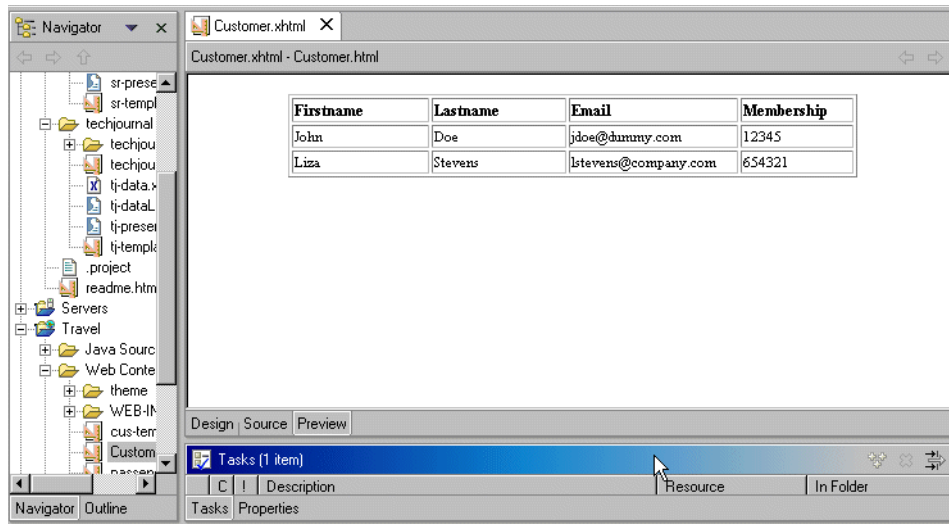 Navigator
sr-prese
sr-templ
techjournal
techjou
techjou
tj-data.x
tj-dataL
tj-presen
tj-templa
.project
readme.htm
Servers
Travel
Java Sourc
Web Conte
theme
WEB-IN
cus-tem
Custom
passen
Navigator Outline
Customer.xhtml
Customer.xhtml - Customer.html
Firstname Lastname Email Membership
John Doe jdoe@dummy.com 12345
Liza Stevens lstevens@company.com 654321
Design Source Preview
Tasks (1 item)
C ! Description Resource In Folder
Tasks Properties